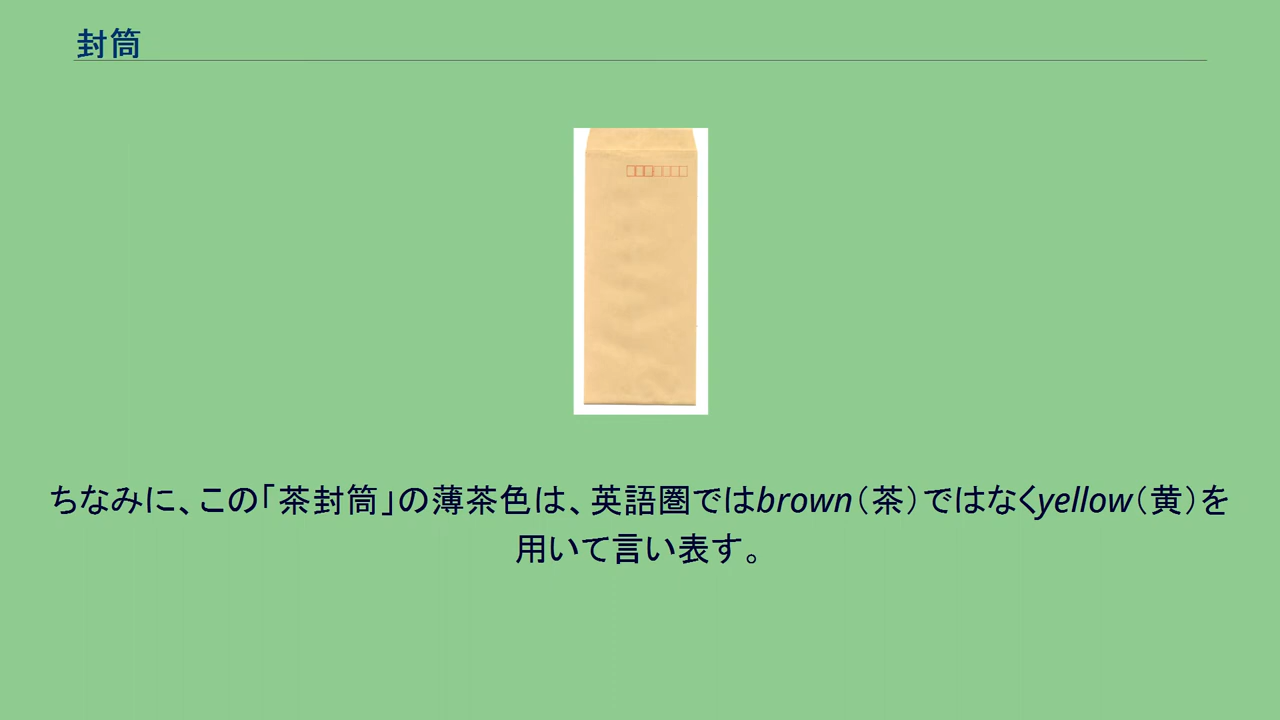 封筒
ちなみに、この「茶封筒」の薄茶色は、英語圏ではbrown（茶）ではなくyellow（黄）を
用いて言い表す。